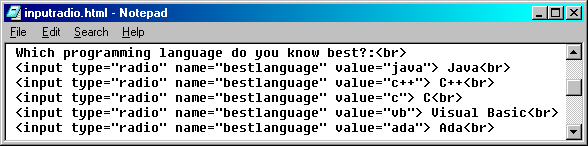 inputradio.html - Notepad
File Edit Search Help
Which programming language do you know best?:<br>
<input type="radio" name="bestlanguage" value="java"> Java<br>
<input type="radio" name="bestlanguage" value="c++"> C++<br>
<input type="radio" name="bestlanguage" value="c"> C<br>
<input type="radio" name="bestlanguage" value="vb"> Visual Basic<br>
<input type="radio" name="bestlanguage" value="ada"> Ada<br>